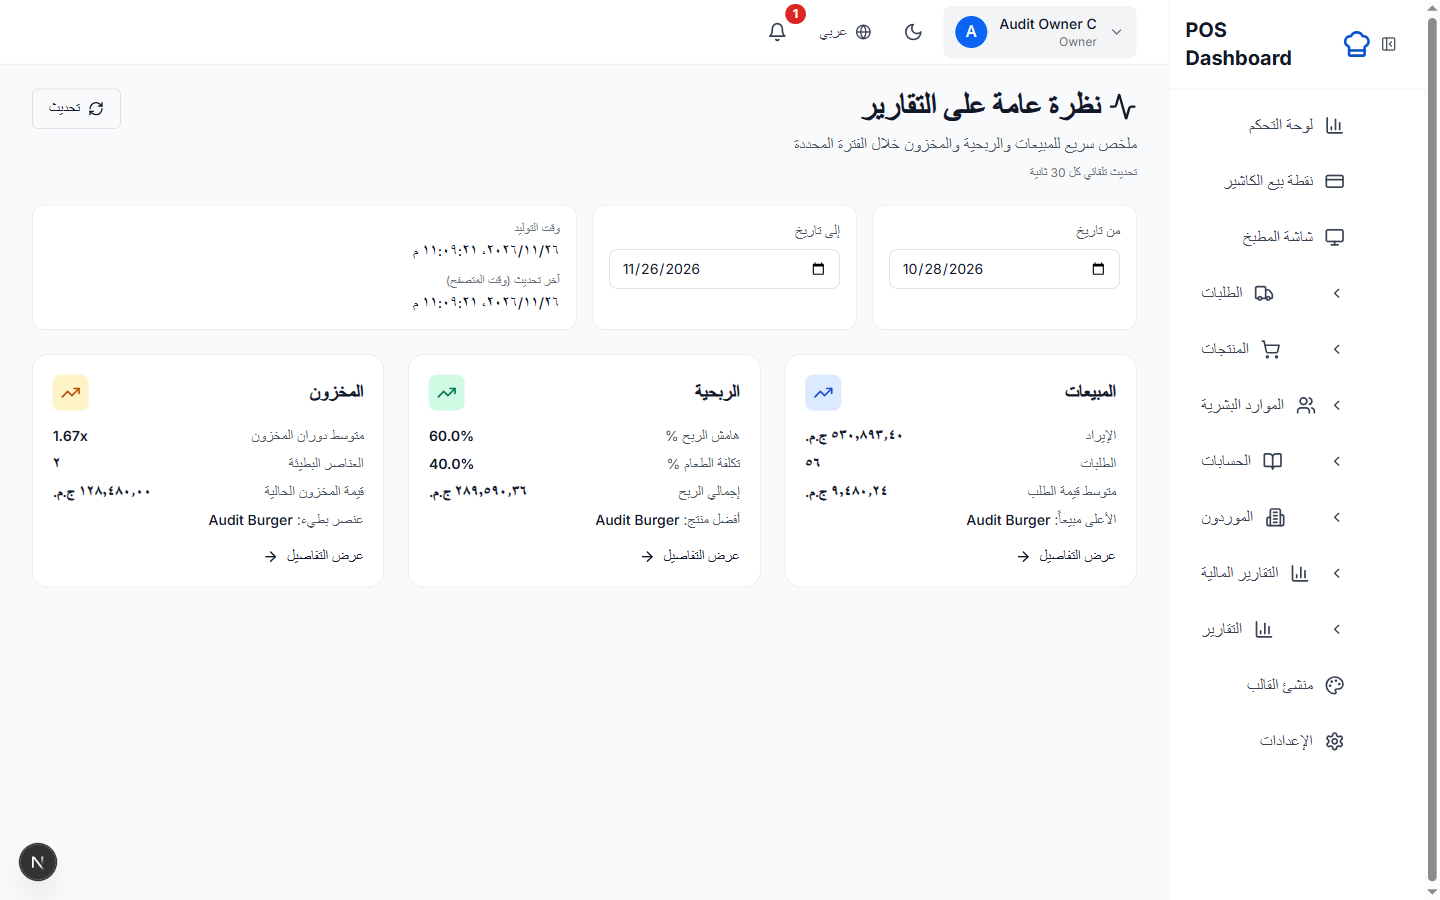 POS
Dashboard
لوحة التحكم
نقطة بيع الكاشير
شاشة المطبخ
الطلبات
المنتجات
الموارد البشرية
الحسابات
الموردون
التقارير المالية
التقارير
منشئ القالب
الإعدادات
A
Audit Owner C
Owner
عربي
1
نظرة عامة على التقارير
ملخص سريع للمبيعات والربحية والمخزون خلال الفترة المحددة
تحديث تلقائي كل 30 ثانية
تحديث
من تاريخ
10/28/2026
إلى تاريخ
11/26/2026
وقت التوليد
٢٠٢٦/١١/٢٦، ١١:٠٩:٢١ م
آخر تحديث (وقت المتصفح)
٢٠٢٦/١١/٢٦، ١١:٠٩:٢١ م
المبيعات
الإيراد ٥٣٠,٨٩٣,٤٠ ج.م.
الطلبات ٥٦
متوسط قيمة الطلب ٩,٤٨٠,٢٤ ج.م.
الأعلى مبيعاً: Audit Burger
عرض التفاصيل
الربحية
هامش الربح % 60.0%
تكلفة الطعام % 40.0%
إجمالي الربح ٢٨٩,٥٩٠,٣٦ ج.م.
أفضل منتج: Audit Burger
عرض التفاصيل
المخزون
متوسط دوران المخزون 1.67x
العناصر البطيئة ٢
قيمة المخزون الحالية ١٢٨,٤٨٠,٠٠ ج.م.
عنصر بطيء: Audit Burger
عرض التفاصيل
N